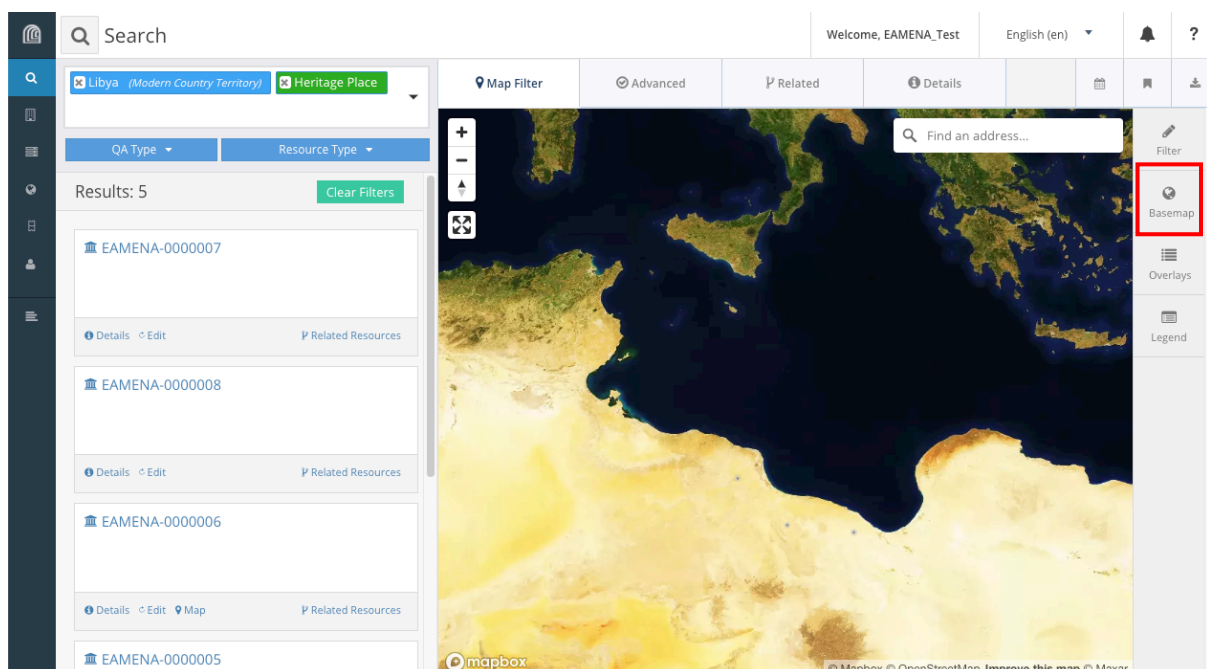 Search
Welcome, EAMENA_Test
English (en)
?
Libya (Modern Country Territory)
Heritage Place
Map Filter
Advanced
Related
Details
QA Type
Resource Type
Find an address...
Filter
Results: 5
Clear Filters
Basemap
EAMENA-0000007
Overlays
Details Edit Related Resources
Legend
EAMENA-0000008
Details Edit Related Resources
EAMENA-0000006
Details Edit Map Related Resources
EAMENA-0000005
mapbox
© Mapbox © OpenStreetMap Improve this map © Maxar